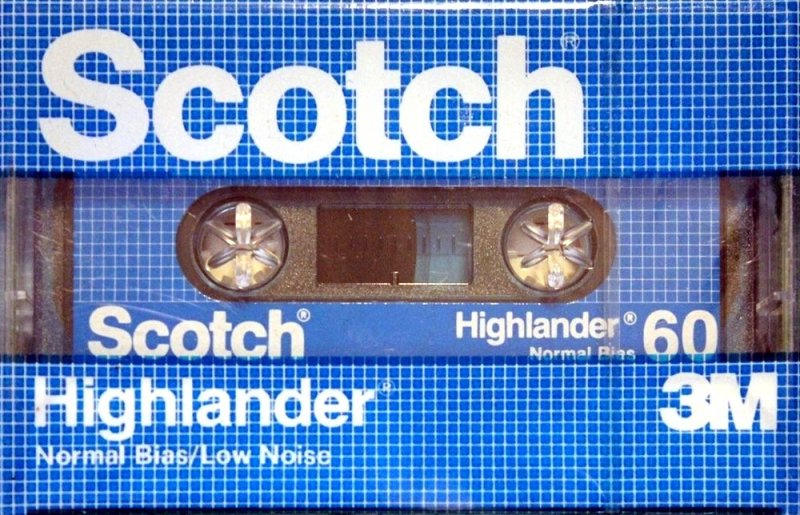 Scotch®
Scotch®
Highlander® 60
Normal Bias
Highlander®
3M
Normal Bias/Low Noise